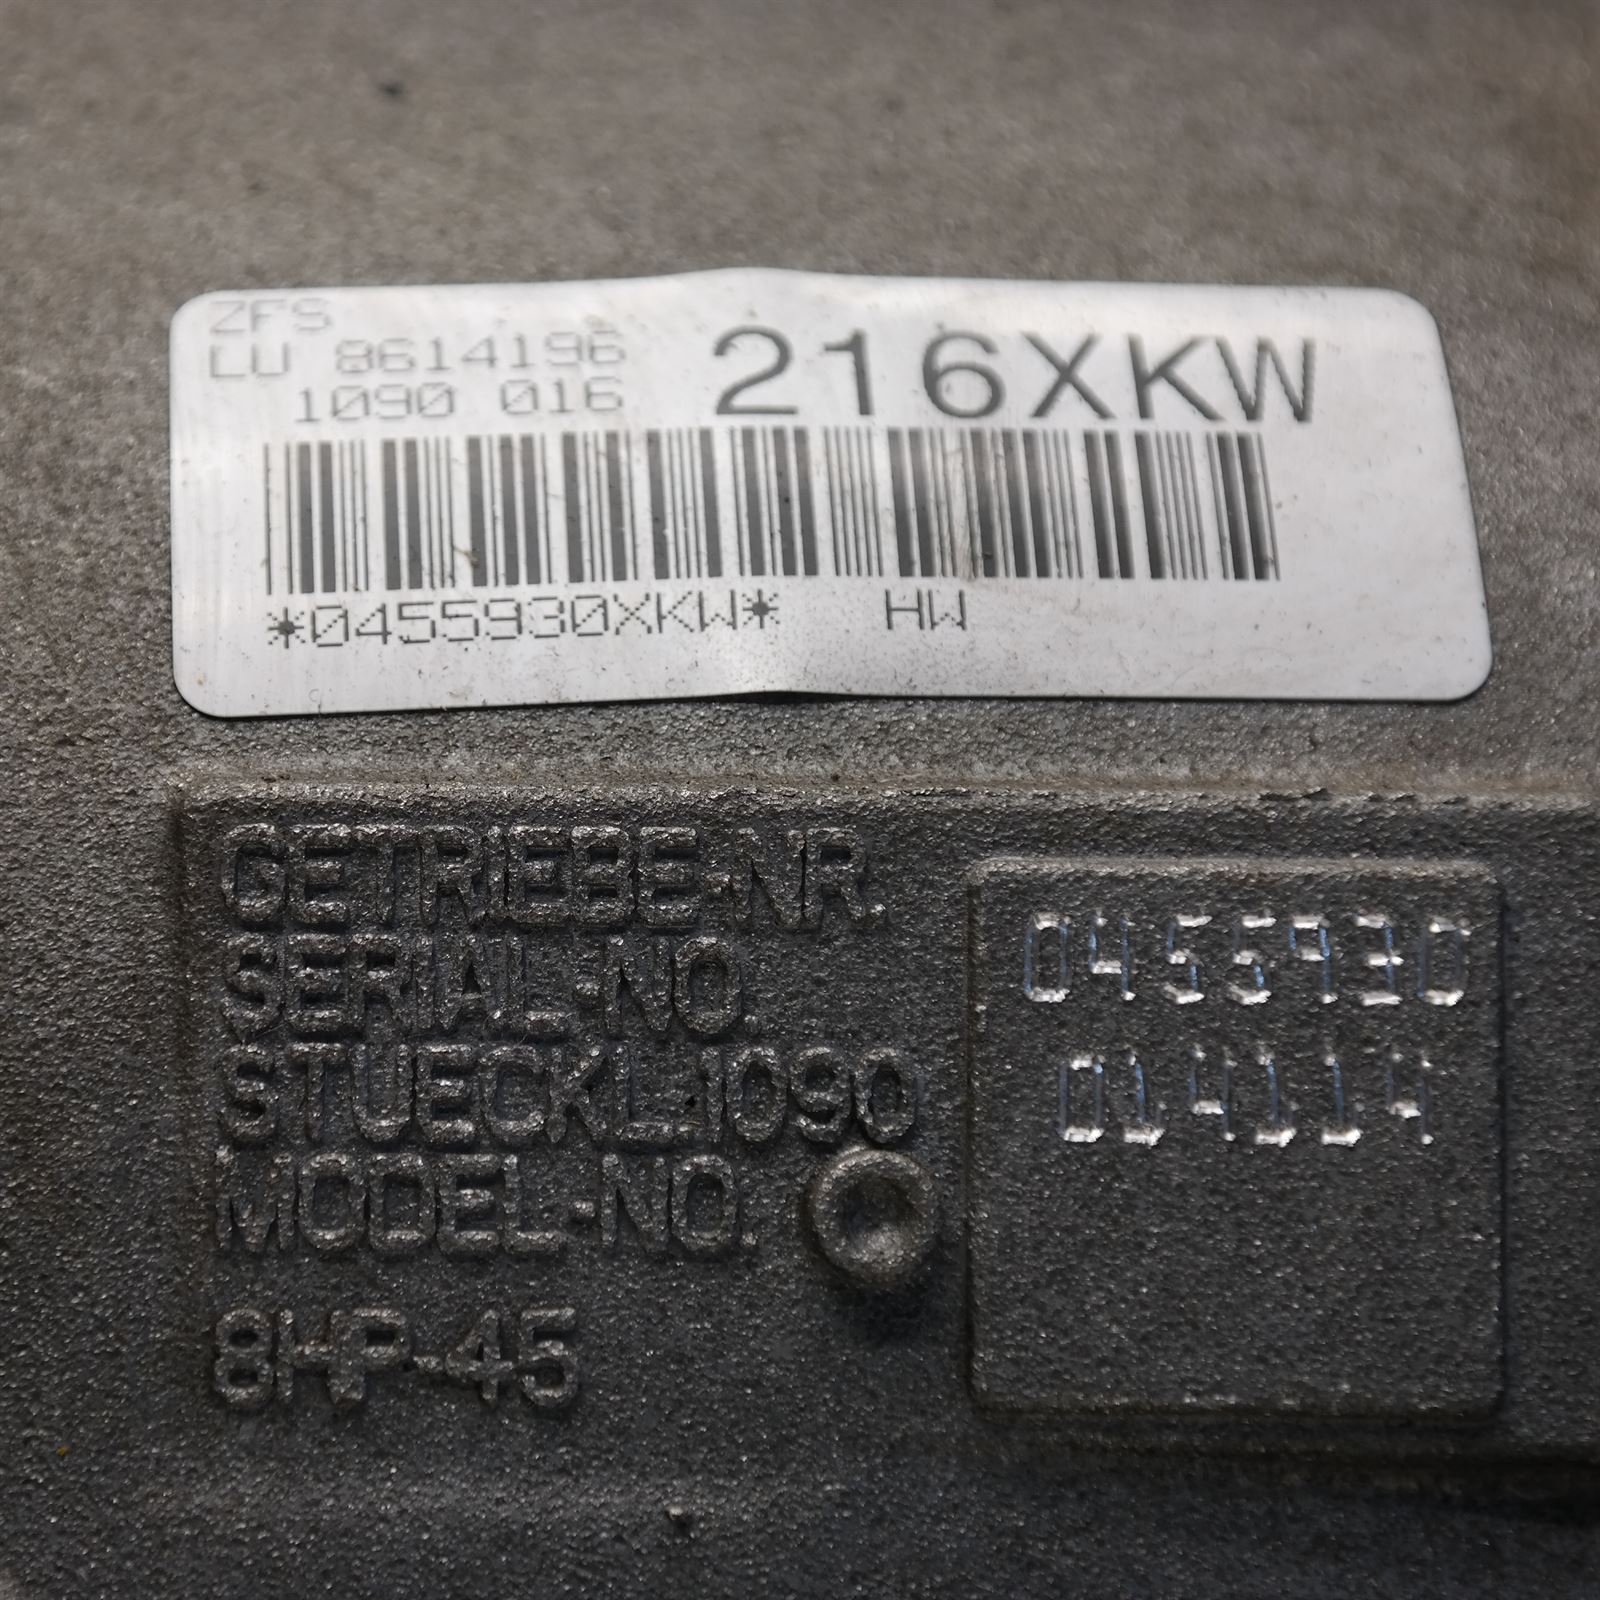 ZFS
LU 8614196
1090 016
216XKW
*0455930XKW* HW
GETRIEBE-NR.
SERIAL-NO.
STUECKL.1090
MODEL-NO.
8HP-45
0455930
014114